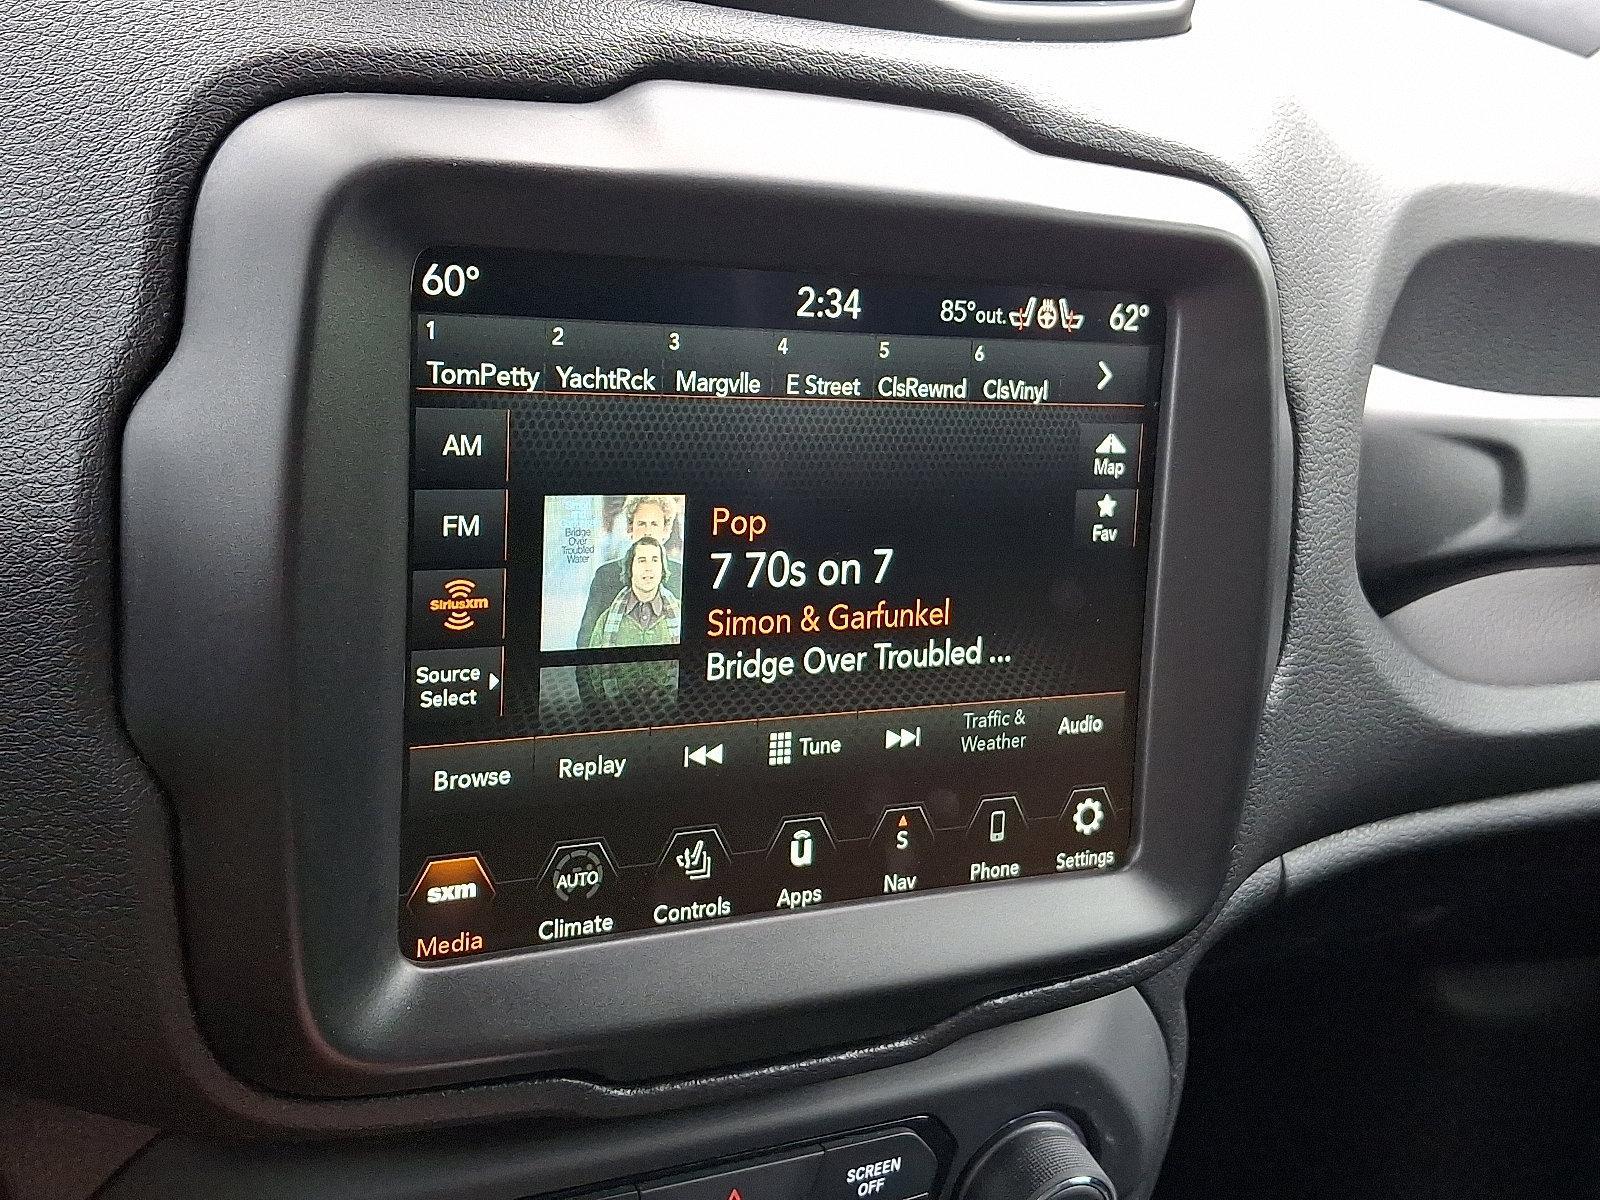 60°
2:34
85°out.
62°
1
2
3
4
5
6
TomPetty
YachtRck
Margvlle
E Street
ClsRewnd
ClsVinyl
AM
Map
FM
Fav
Bridge
Over
Troubled
Water
Pop
7 70s on 7
SiriusXm
Simon & Garfunkel
Bridge Over Troubled ...
Source
Select
Browse
Replay
Tune
Traffic &
Weather
Audio
sxm
Media
AUTO
Climate
Controls
u
Apps
S
Nav
Phone
Settings
SCREEN
OFF